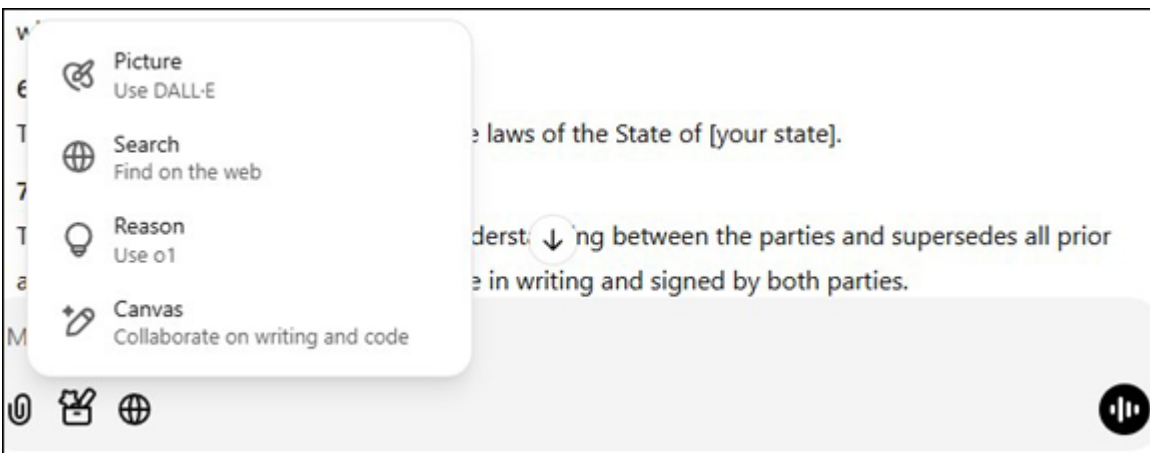 Picture
Use DALL·E
Search
Find on the web
Reason
Use o1
Canvas
Collaborate on writing and code
6
T
laws of the State of [your state].
7
T
ng between the parties and supersedes all prior
a
in writing and signed by both parties.
M